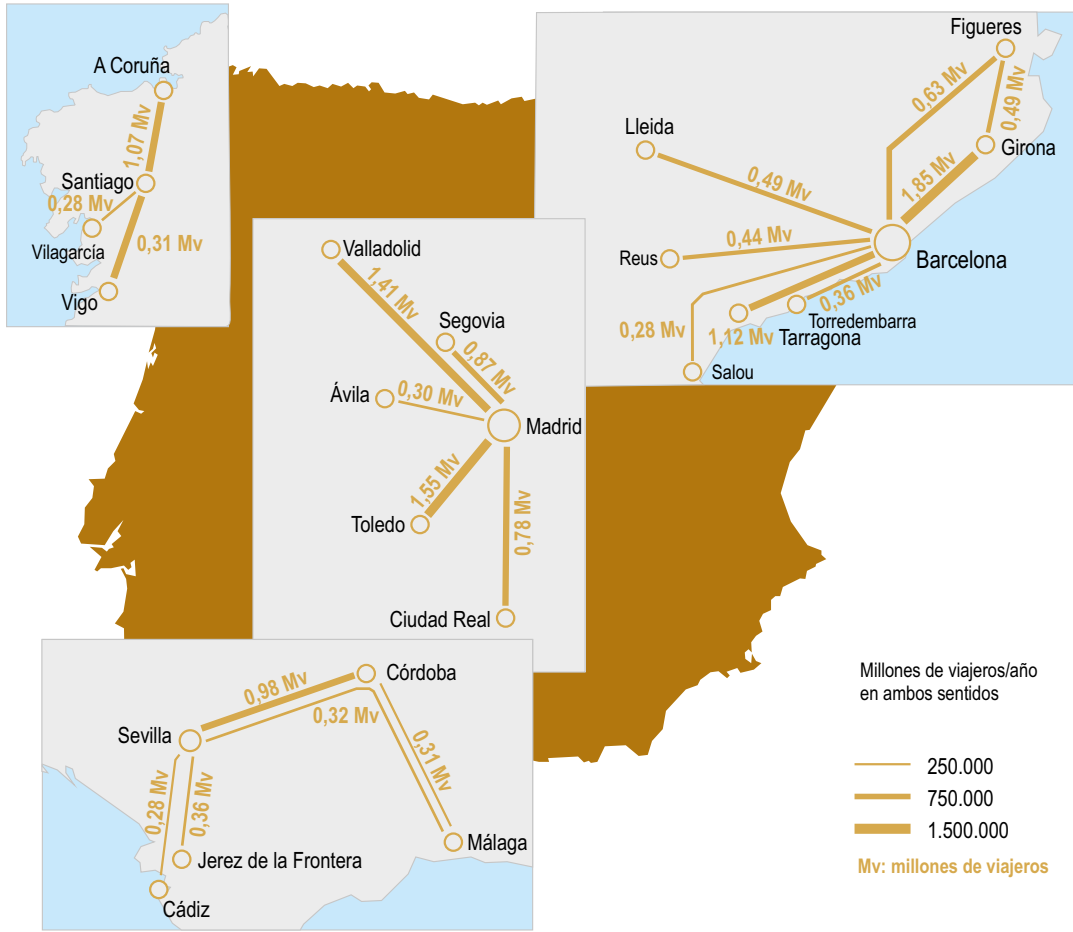 A Coruña
1,07 Mv
Santiago
0,28 Mv
Vilagarcía
0,31 Mv
Vigo
Figueres
0,63 Mv
0,49 Mv
Lleida
Girona
0,49 Mv
1,85 Mv
0,44 Mv
Reus
Barcelona
0,36 Mv
0,28 Mv
1,12 Mv
Torredembarra
Tarragona
Salou
Valladolid
1,41 Mv
Segovia
0,87 Mv
Ávila
0,30 Mv
Madrid
1,55 Mv
Toledo
0,78 Mv
Ciudad Real
Córdoba
0,98 Mv
0,32 Mv
Sevilla
0,31 Mv
0,28 Mv
0,36 Mv
Málaga
Jerez de la Frontera
Cádiz
Millones de viajeros/año
en ambos sentidos
250.000
750.000
1.500.000
Mv: millones de viajeros